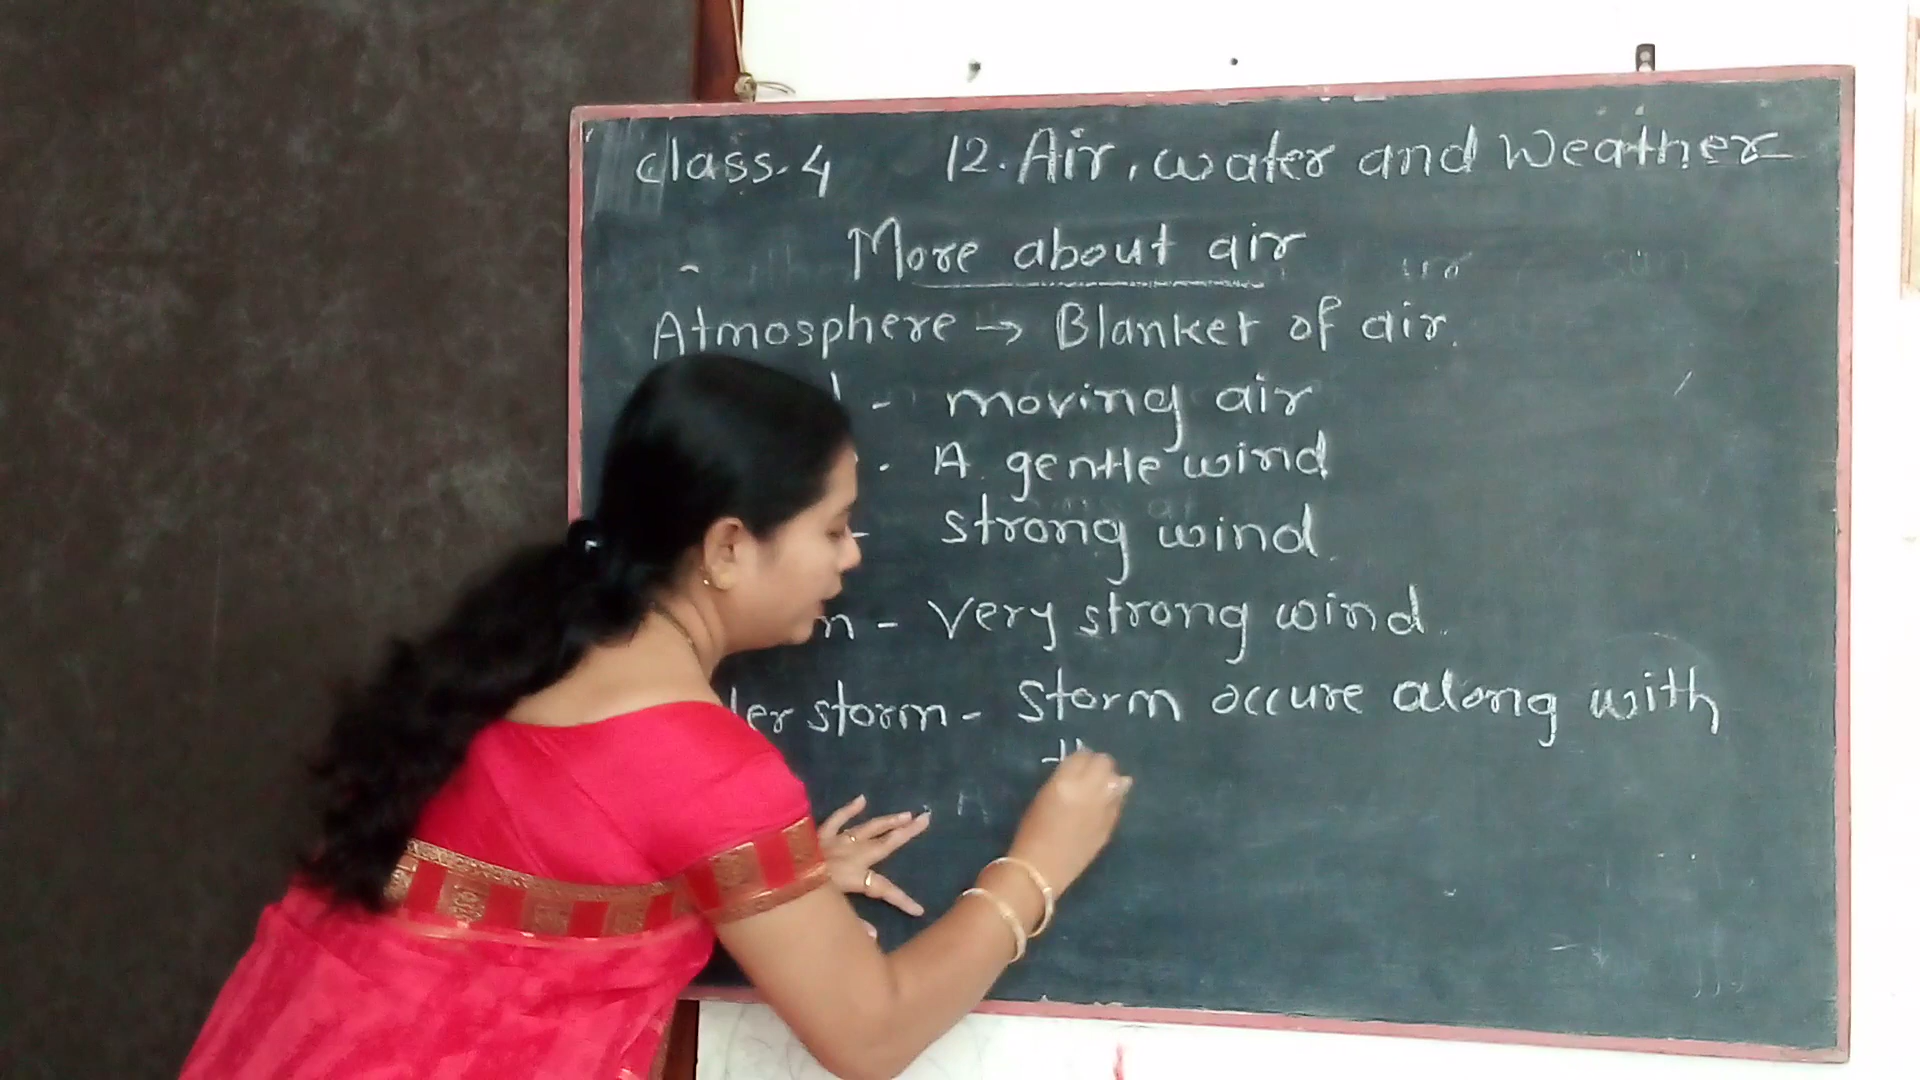 class. 4 12. Air, water and Weather
More about air
Atmosphere → Blanket of air.
- moving air
- A gentle wind
- strong wind
- Very strong wind
storm - Storm occure along with